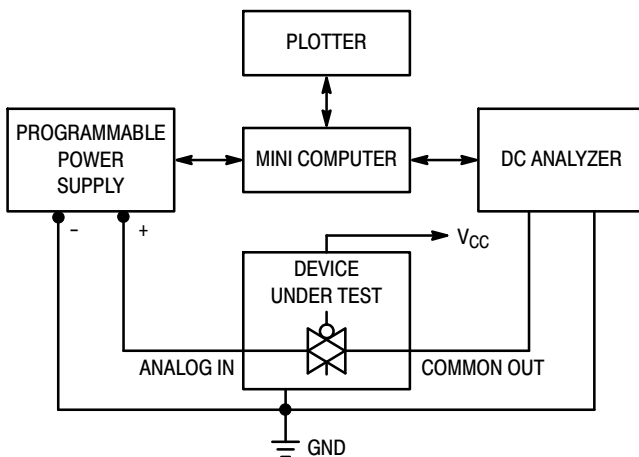 PLOTTER
PROGRAMMABLE
POWER
SUPPLY
MINI COMPUTER
DC ANALYZER
– +
VCC
DEVICE
UNDER TEST
ANALOG IN
COMMON OUT
GND